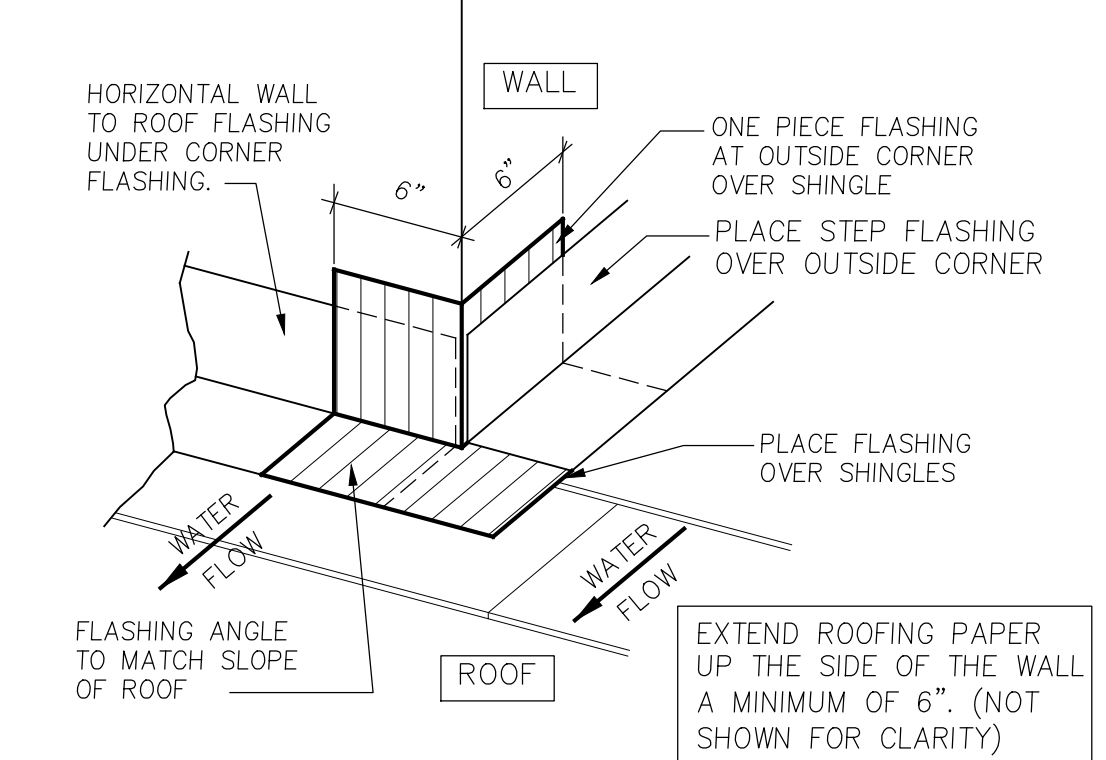 WALL
HORIZONTAL WALL
TO ROOF FLASHING
UNDER CORNER
FLASHING.
6”
6”
ONE PIECE FLASHING
AT OUTSIDE CORNER
OVER SHINGLE
PLACE STEP FLASHING
OVER OUTSIDE CORNER
PLACE FLASHING
OVER SHINGLES
WATER
FLOW
WATER
FLOW
FLASHING ANGLE
TO MATCH SLOPE
OF ROOF
ROOF
EXTEND ROOFING PAPER
UP THE SIDE OF THE WALL
A MINIMUM OF 6”. (NOT
SHOWN FOR CLARITY)